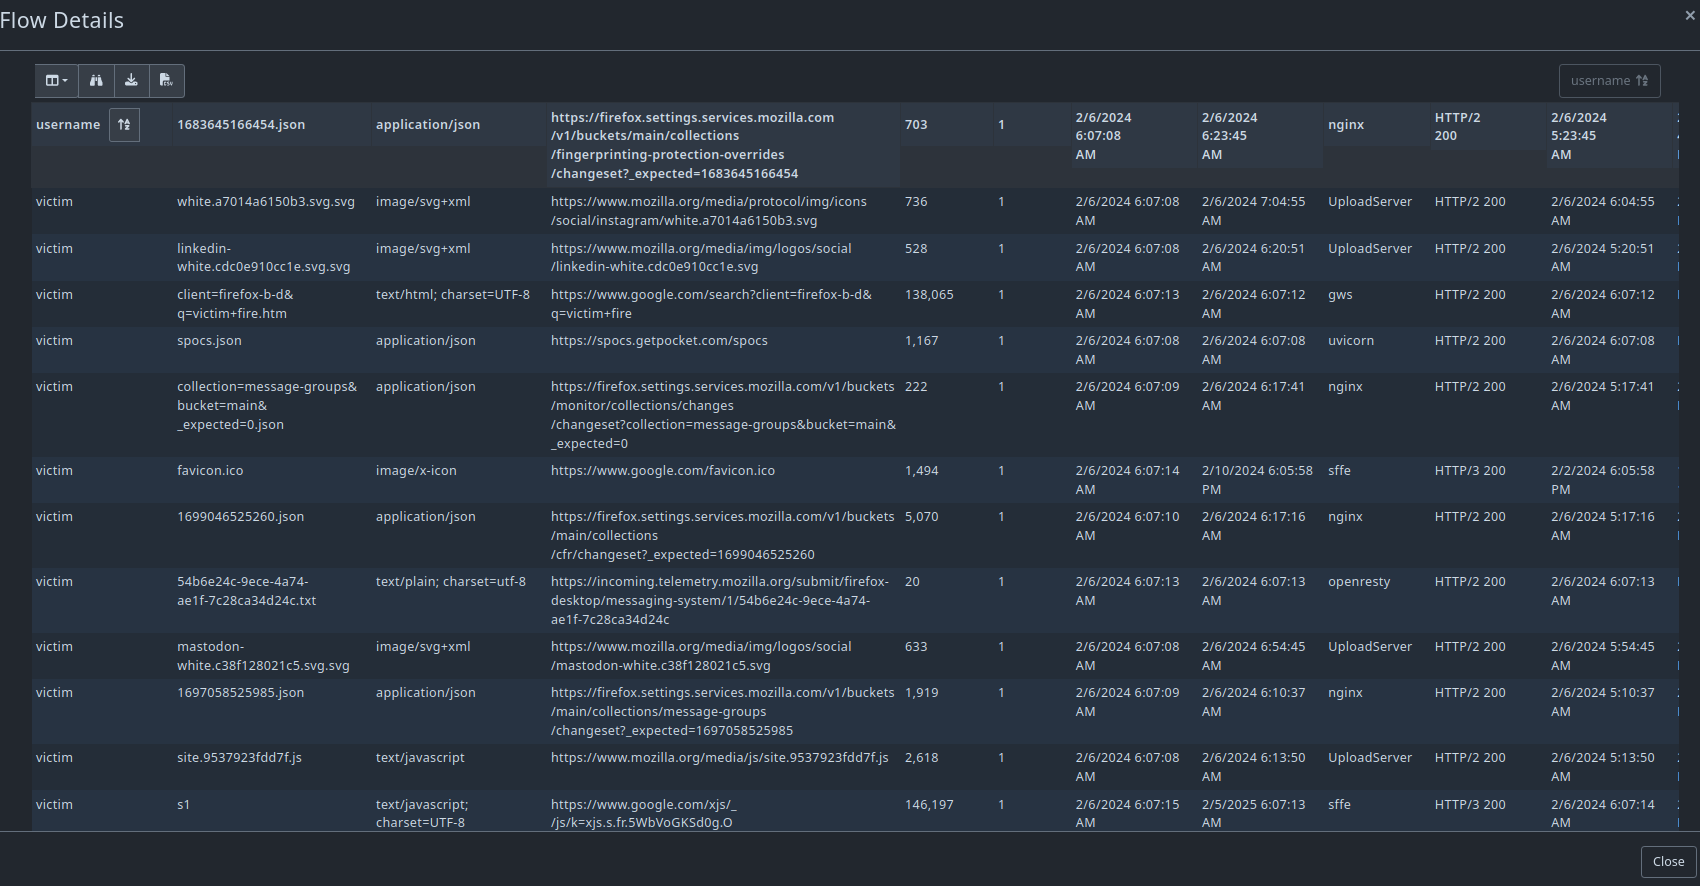 Flow Details
×
CSV
username
username 1683645166454.json application/json https://firefox.settings.services.mozilla.com 703 1 2/6/2024 2/6/2024 nginx HTTP/2 2/6/2024
/v1/buckets/main/collections 6:07:08 6:23:45 200 5:23:45
/fingerprinting-protection-overrides AM AM AM
/changeset?_expected=1683645166454
victim white.a7014a6150b3.svg.svg image/svg+xml https://www.mozilla.org/media/protocol/img/icons 736 1 2/6/2024 6:07:08 2/6/2024 7:04:55 UploadServer HTTP/2 200 2/6/2024 6:04:55
/social/instagram/white.a7014a6150b3.svg AM AM AM
victim linkedin- image/svg+xml https://www.mozilla.org/media/img/logos/social 528 1 2/6/2024 6:07:08 2/6/2024 6:20:51 UploadServer HTTP/2 200 2/6/2024 5:20:51
white.cdc0e910cc1e.svg.svg /linkedin-white.cdc0e910cc1e.svg AM AM AM
victim client=firefox-b-d& text/html; charset=UTF-8 https://www.google.com/search?client=firefox-b-d& 138,065 1 2/6/2024 6:07:13 2/6/2024 6:07:12 gws HTTP/2 200 2/6/2024 6:07:12
q=victim+fire.htm q=victim+fire AM AM AM
victim spocs.json application/json https://spocs.getpocket.com/spocs 1,167 1 2/6/2024 6:07:08 2/6/2024 6:07:08 uvicorn HTTP/2 200 2/6/2024 6:07:08
AM AM AM
victim collection=message-groups& application/json https://firefox.settings.services.mozilla.com/v1/buckets 222 1 2/6/2024 6:07:09 2/6/2024 6:17:41 nginx HTTP/2 200 2/6/2024 5:17:41
bucket=main& /monitor/collections/changes AM AM AM
_expected=0.json /changeset?collection=message-groups&bucket=main&
_expected=0
victim favicon.ico image/x-icon https://www.google.com/favicon.ico 1,494 1 2/6/2024 6:07:14 2/10/2024 6:05:58 sffe HTTP/3 200 2/2/2024 6:05:58
AM PM PM
victim 1699046525260.json application/json https://firefox.settings.services.mozilla.com/v1/buckets 5,070 1 2/6/2024 6:07:10 2/6/2024 6:17:16 nginx HTTP/2 200 2/6/2024 5:17:16
/main/collections AM AM AM
/cfr/changeset?_expected=1699046525260
victim 54b6e24c-9ece-4a74- text/plain; charset=utf-8 https://incoming.telemetry.mozilla.org/submit/firefox- 20 1 2/6/2024 6:07:13 2/6/2024 6:07:13 openresty HTTP/2 200 2/6/2024 6:07:13
ae1f-7c28ca34d24c.txt desktop/messaging-system/1/54b6e24c-9ece-4a74- AM AM AM
ae1f-7c28ca34d24c
victim mastodon- image/svg+xml https://www.mozilla.org/media/img/logos/social 633 1 2/6/2024 6:07:08 2/6/2024 6:54:45 UploadServer HTTP/2 200 2/6/2024 5:54:45
white.c38f128021c5.svg.svg /mastodon-white.c38f128021c5.svg AM AM AM
victim 1697058525985.json application/json https://firefox.settings.services.mozilla.com/v1/buckets 1,919 1 2/6/2024 6:07:09 2/6/2024 6:10:37 nginx HTTP/2 200 2/6/2024 5:10:37
/main/collections/message-groups AM AM AM
/changeset?_expected=1697058525985
victim site.9537923fdd7f.js text/javascript https://www.mozilla.org/media/js/site.9537923fdd7f.js 2,618 1 2/6/2024 6:07:08 2/6/2024 6:13:50 UploadServer HTTP/2 200 2/6/2024 5:13:50
AM AM AM
victim s1 text/javascript; https://www.google.com/xjs/_ 146,197 1 2/6/2024 6:07:15 2/5/2025 6:07:13 sffe HTTP/3 200 2/6/2024 6:07:14
charset=UTF-8 /js/k=xjs.s.fr.5WbVoGKSd0g.O AM AM AM
Close